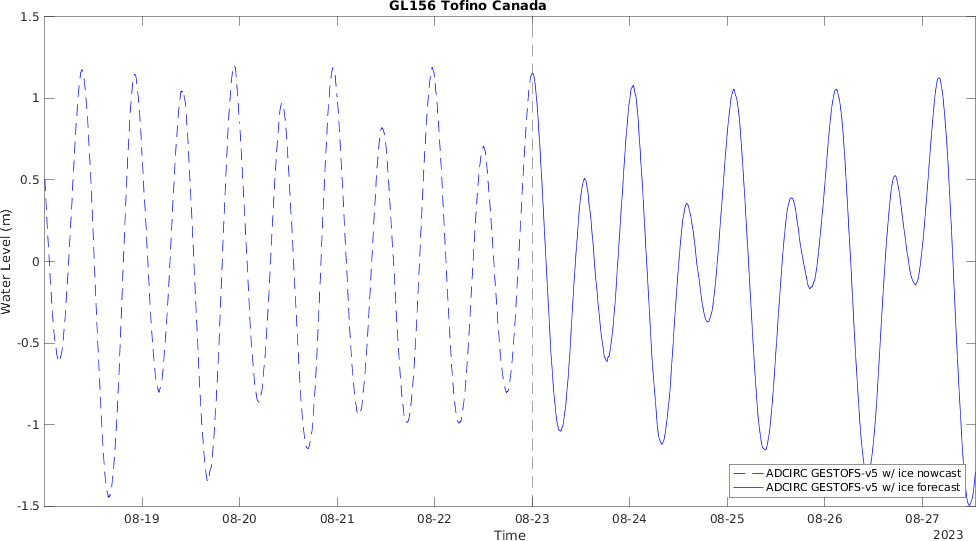 GL156 Tofino Canada
1.5
1
0.5
0
-0.5
-1
-1.5
Water Level (m)
08-19 08-20 08-21 08-22 08-23 08-24 08-25 08-26 08-27
Time
2023
ADCIRC GESTOFS-v5 w/ ice nowcast
ADCIRC GESTOFS-v5 w/ ice forecast